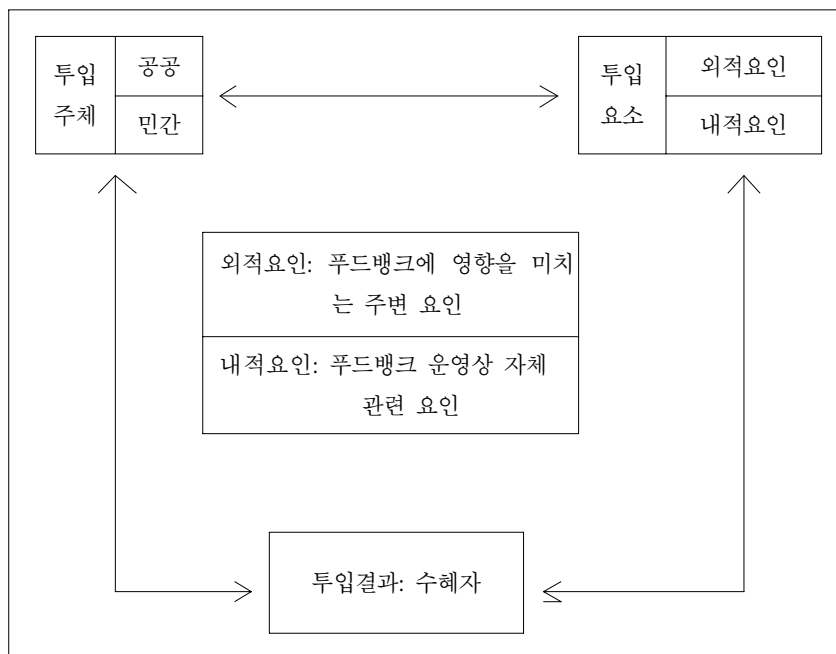 투입
주체
공공
민간
투입
요소
외적요인
내적요인
외적요인: 푸드뱅크에 영향을 미치
는 주변 요인
내적요인: 푸드뱅크 운영상 자체
관련 요인
투입결과: 수혜자